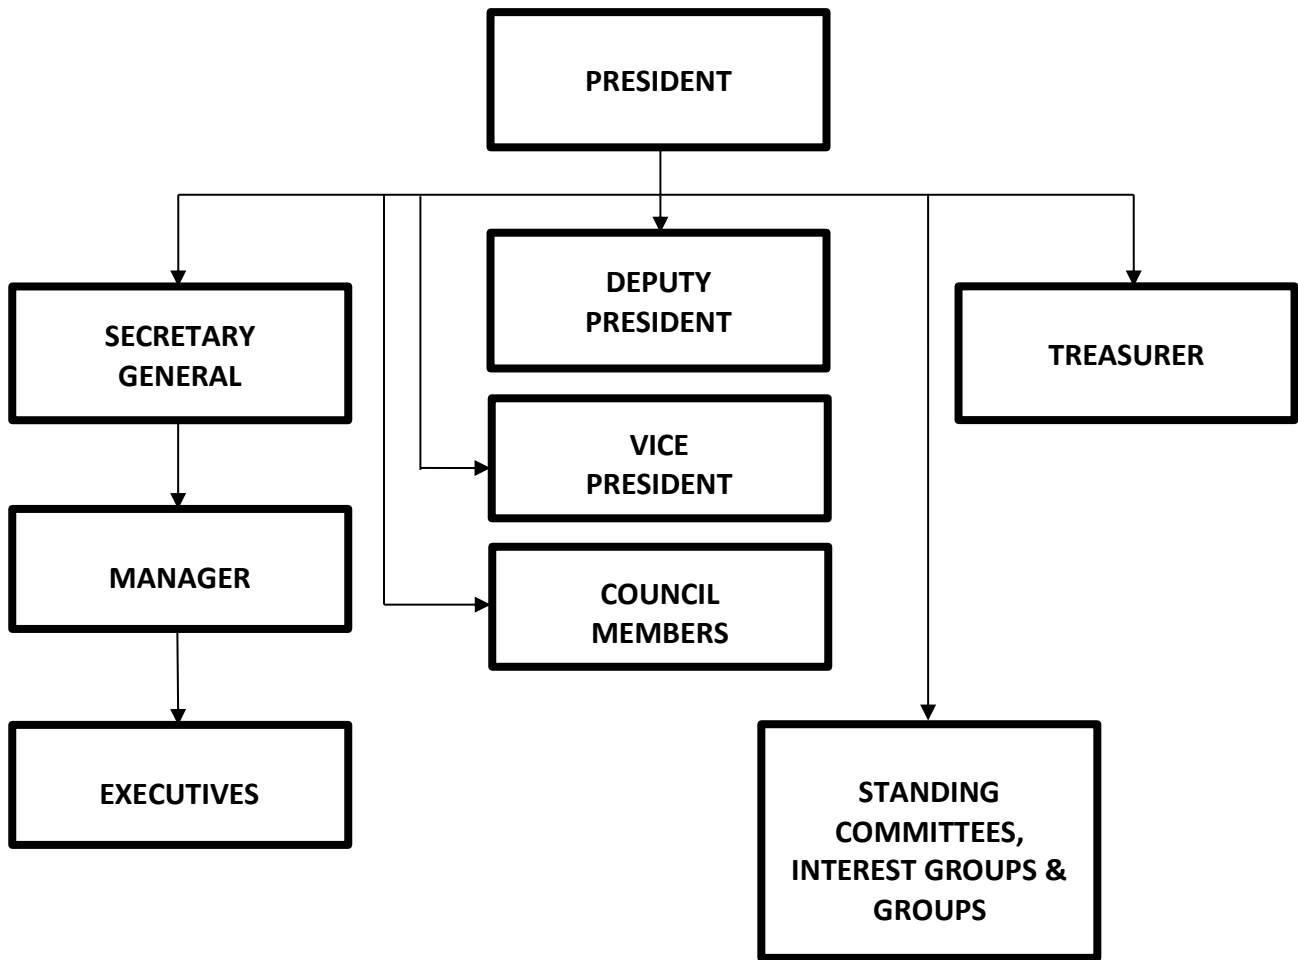 PRESIDENT
DEPUTY
PRESIDENT
SECRETARY
GENERAL
TREASURER
VICE
PRESIDENT
MANAGER
COUNCIL
MEMBERS
EXECUTIVES
STANDING
COMMITTEES,
INTEREST GROUPS &
GROUPS